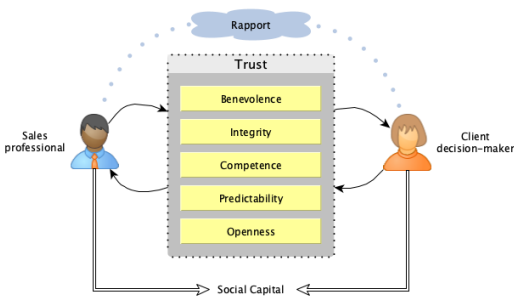 Rapport
Trust
Benevolence
Integrity
Competence
Predictability
Openness
Sales
professional
Client
decision-maker
Social Capital